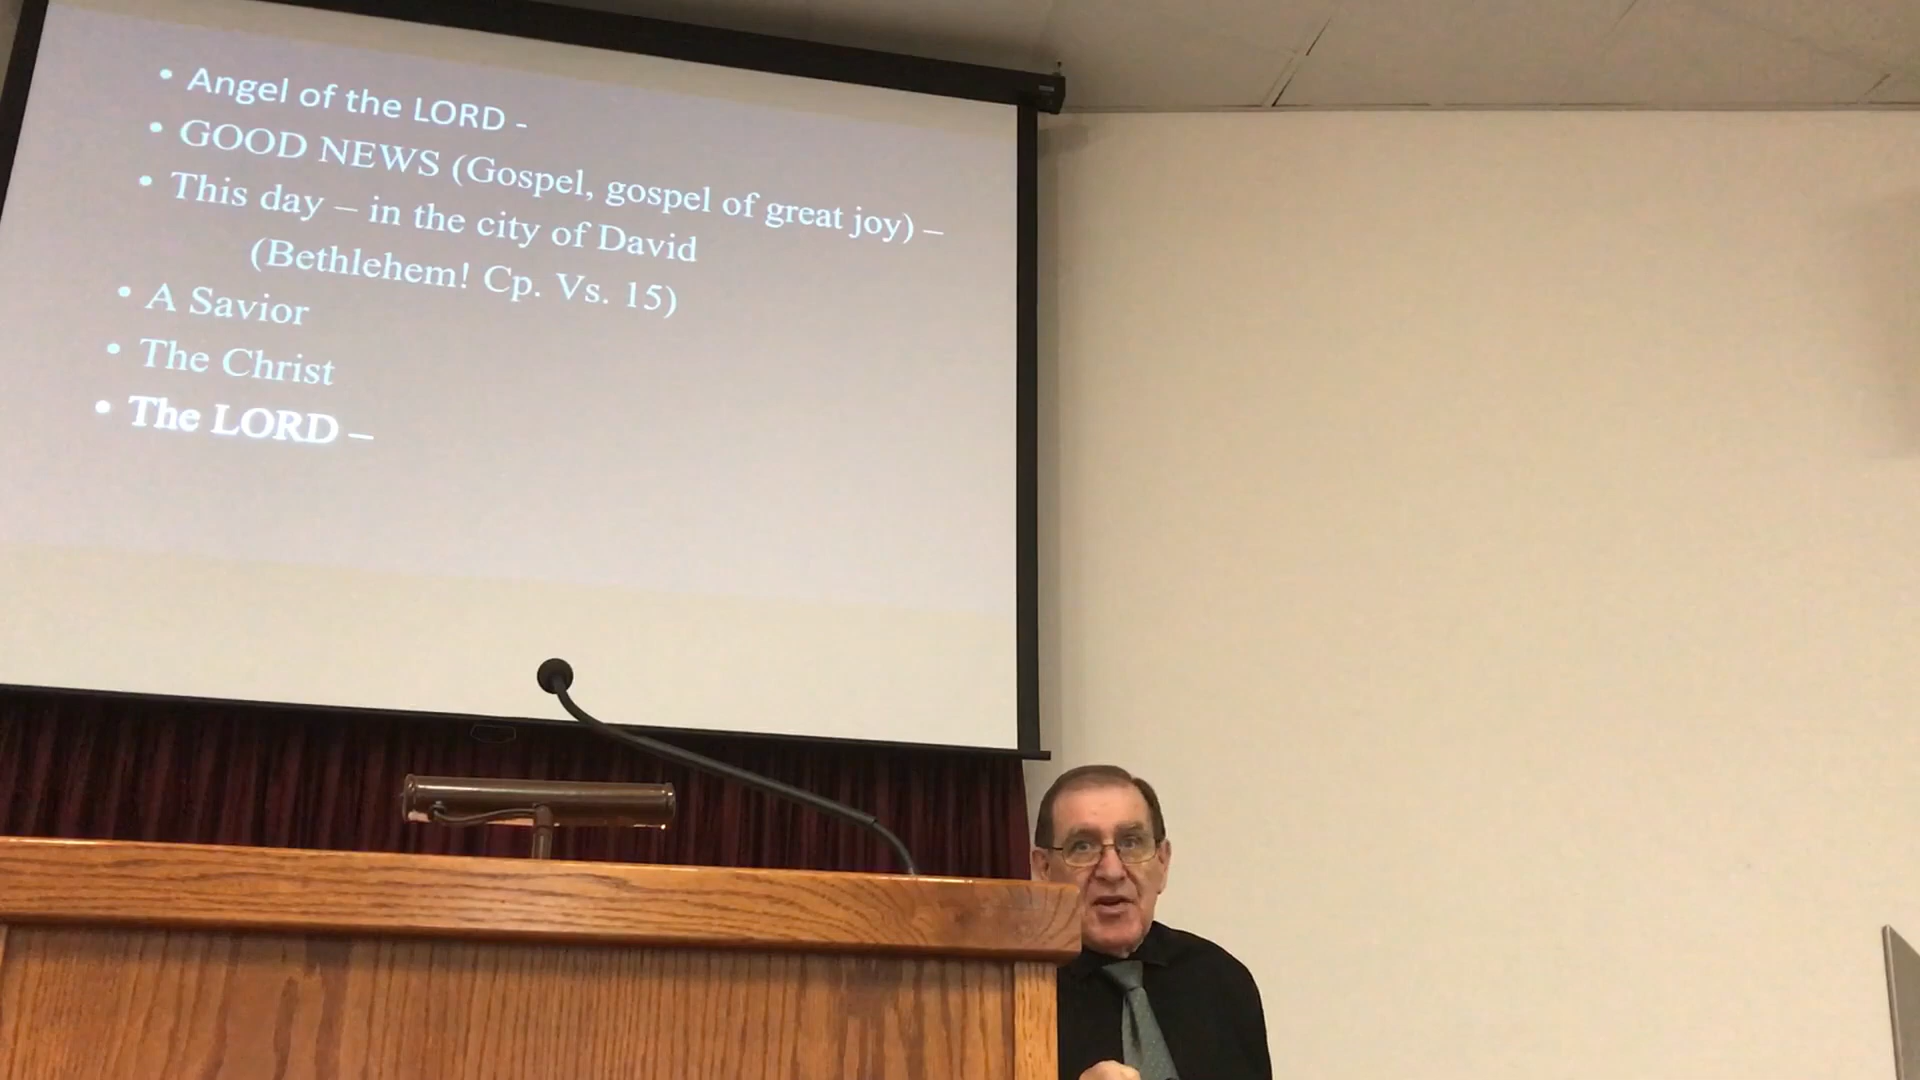 • Angel of the LORD -
• GOOD NEWS (Gospel, gospel of great joy) –
• This day – in the city of David
(Bethlehem! Cp. Vs. 15)
• A Savior
• The Christ
• The LORD –